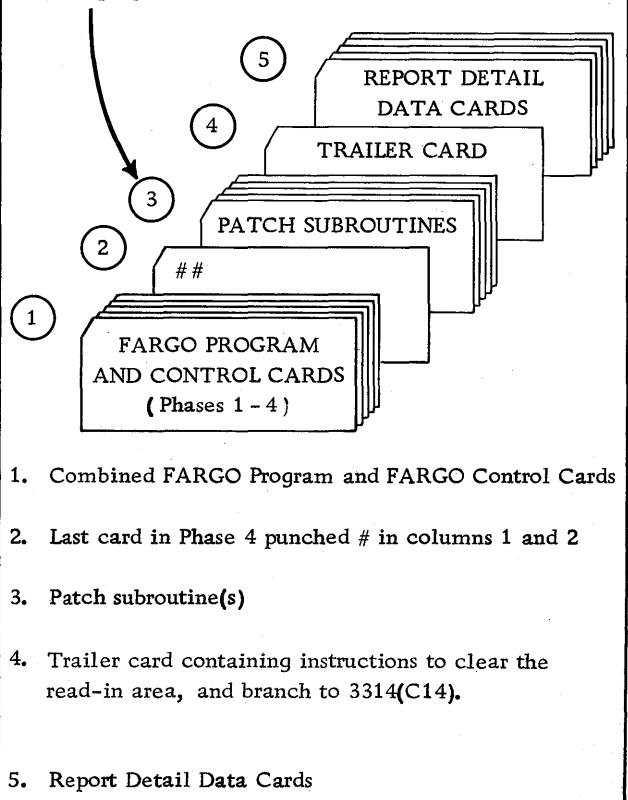 5
REPORT DETAIL
DATA CARDS
4
TRAILER CARD
3
PATCH SUBROUTINES
2
##
1
FARGO PROGRAM
AND CONTROL CARDS
(Phases 1-4)
1. Combined FARGO Program and FARGO Control Cards
2. Last card in Phase 4 punched # in columns 1 and 2
3. Patch subroutine(s)
4. Trailer card containing instructions to clear the
read-in area, and branch to 3314(C14).
5. Report Detail Data Cards